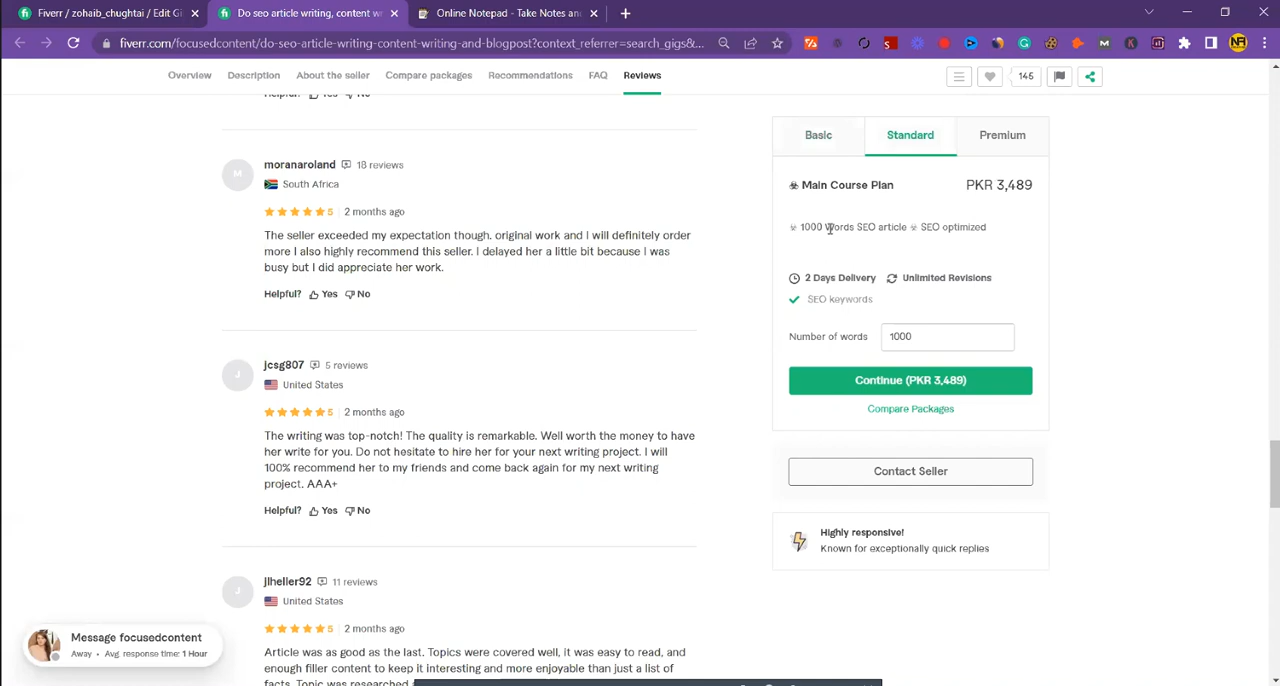 Fiverr / zohaib_chughtai / Edit Gi
Do seo article writing, content w
Online Notepad - Take Notes an
fiverr.com/focusedcontent/do-seo-article-writing-content-writing-and-blogpost?context_referrer=search_gigs&...
Overview
Description
About the seller
Compare packages
Recommendations
FAQ
Reviews
145
Helpful? Yes No
M
moranaroland 18 reviews
South Africa
5 2 months ago
The seller exceeded my expectation though. original work and I will definitely order
more I also highly recommend this seller. I delayed her a little bit because I was
busy but I did appreciate her work.
Helpful? Yes No
J
jcsg807 5 reviews
United States
5 2 months ago
The writing was top-notch! The quality is remarkable. Well worth the money to have
her write for you. Do not hesitate to hire her for your next writing project. I will
100% recommend her to my friends and come back again for my next writing
project. AAA+
Helpful? Yes No
J
jlheller92 11 reviews
United States
5 2 months ago
Article was as good as the last. Topics were covered well, it was easy to read, and
enough filler content to keep it interesting and more enjoyable than just a list of
facts. Topic was researched
Basic
Standard
Premium
Main Course Plan PKR 3,489
1000 Words SEO article SEO optimized
2 Days Delivery Unlimited Revisions
SEO keywords
Number of words 1000
Continue (PKR 3,489)
Compare Packages
Contact Seller
Highly responsive!
Known for exceptionally quick replies
Message focusedcontent
Away • Avg. response time: 1 Hour